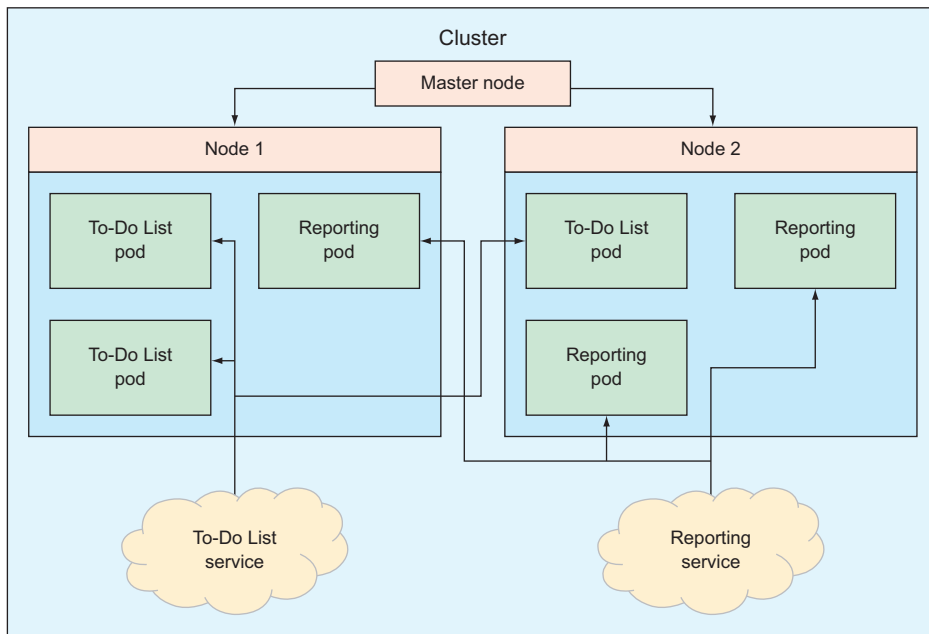 Cluster
Master node
Node 1
Node 2
To-Do List
pod
Reporting
pod
To-Do List
pod
Reporting
pod
To-Do List
pod
Reporting
pod
To-Do List
service
Reporting
service